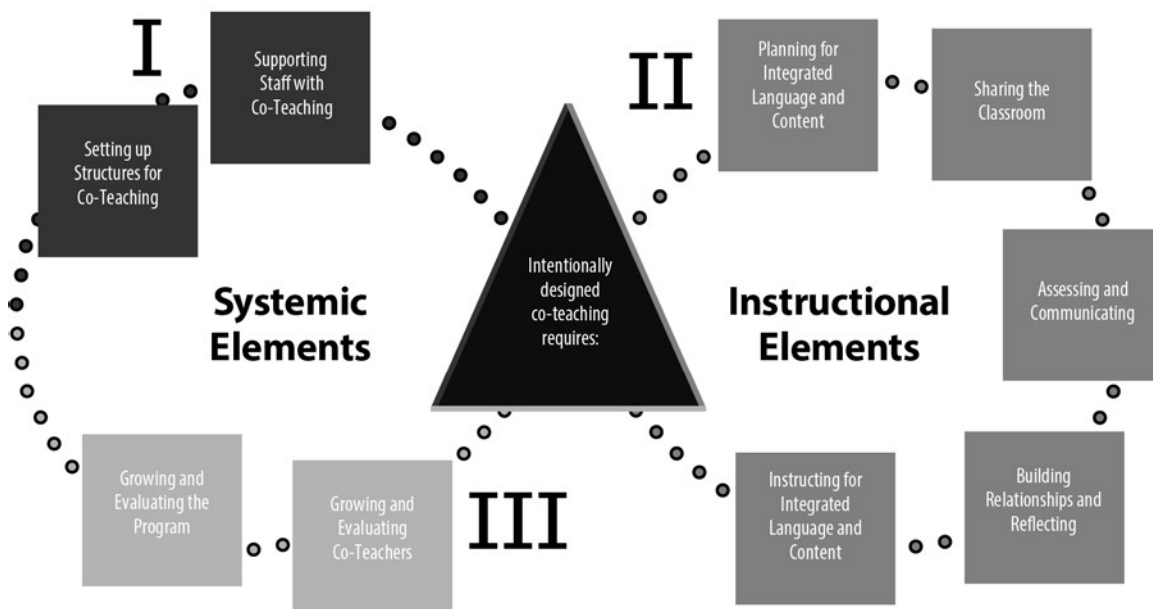 I
Supporting
Staff with
Co-Teaching
Setting up
Structures for
Co-Teaching
Systemic
Elements
Growing and
Evaluating the
Program
Growing and
Evaluating
Co-Teachers
III
Intentionally
designed
co-teaching
requires:
II
Planning for
Integrated
Language and
Content
Sharing the
Classroom
Instructional
Elements
Assessing and
Communicating
Building
Relationships and
Reflecting
Instructing for
Integrated
Language and
Content